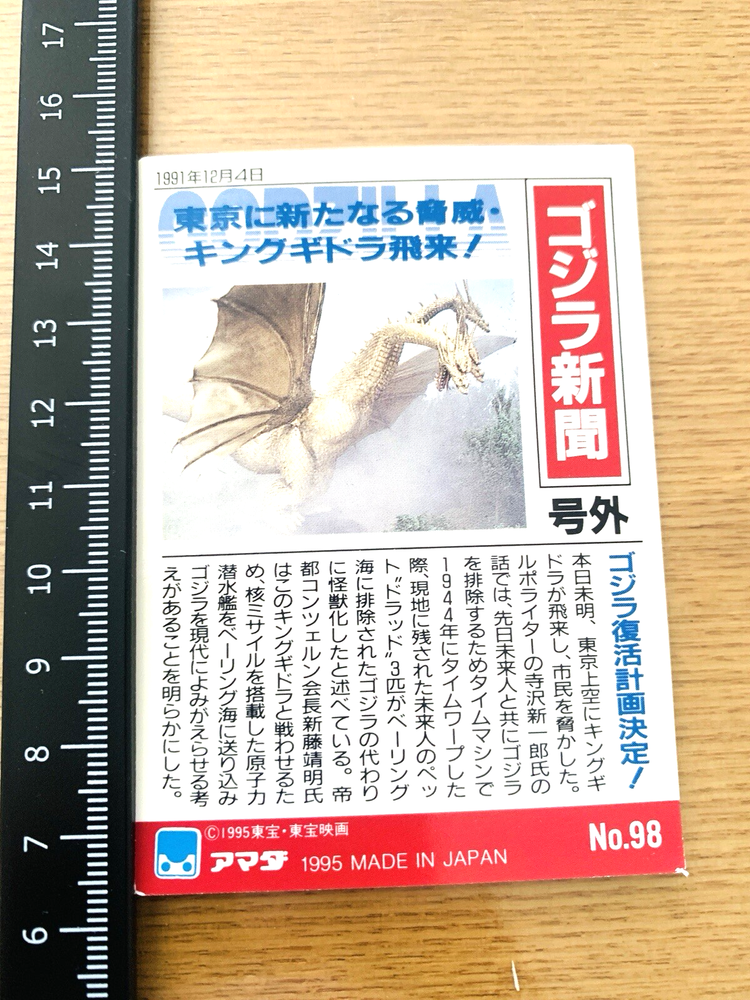 17
16
15
14
13
12
11
10
9
8
7
6
1991年12月4日
GODZILLA
東京に新たなる脅威・
キングギドラ飛来!
ゴジラ新聞
号外
ゴジラ復活計画決定!
本日未明、東京上空にキングギ
ドラが飛来し、市民を脅かした。
ルポライターの寺沢新一郎氏の
話では、先日未来人と共にゴジラ
を排除するためタイムマシンで
1944年にタイムワープした
際、現地に残された未来人のペッ
ト"ドラッド"3匹がベーリング
海に排除されたゴジラの代わり
に怪獣化したと述べている。帝
都コンツェルン会長新藤靖明氏
はこのキングギドラと戦わせるた
め、核ミサイルを搭載した原子力
潜水艦をベーリング海に送り込み
ゴジラを現代によみがえらせる考
えがあることを明らかにした。
©1995東宝・東宝映画
アマダ 1995 MADE IN JAPAN
No.98